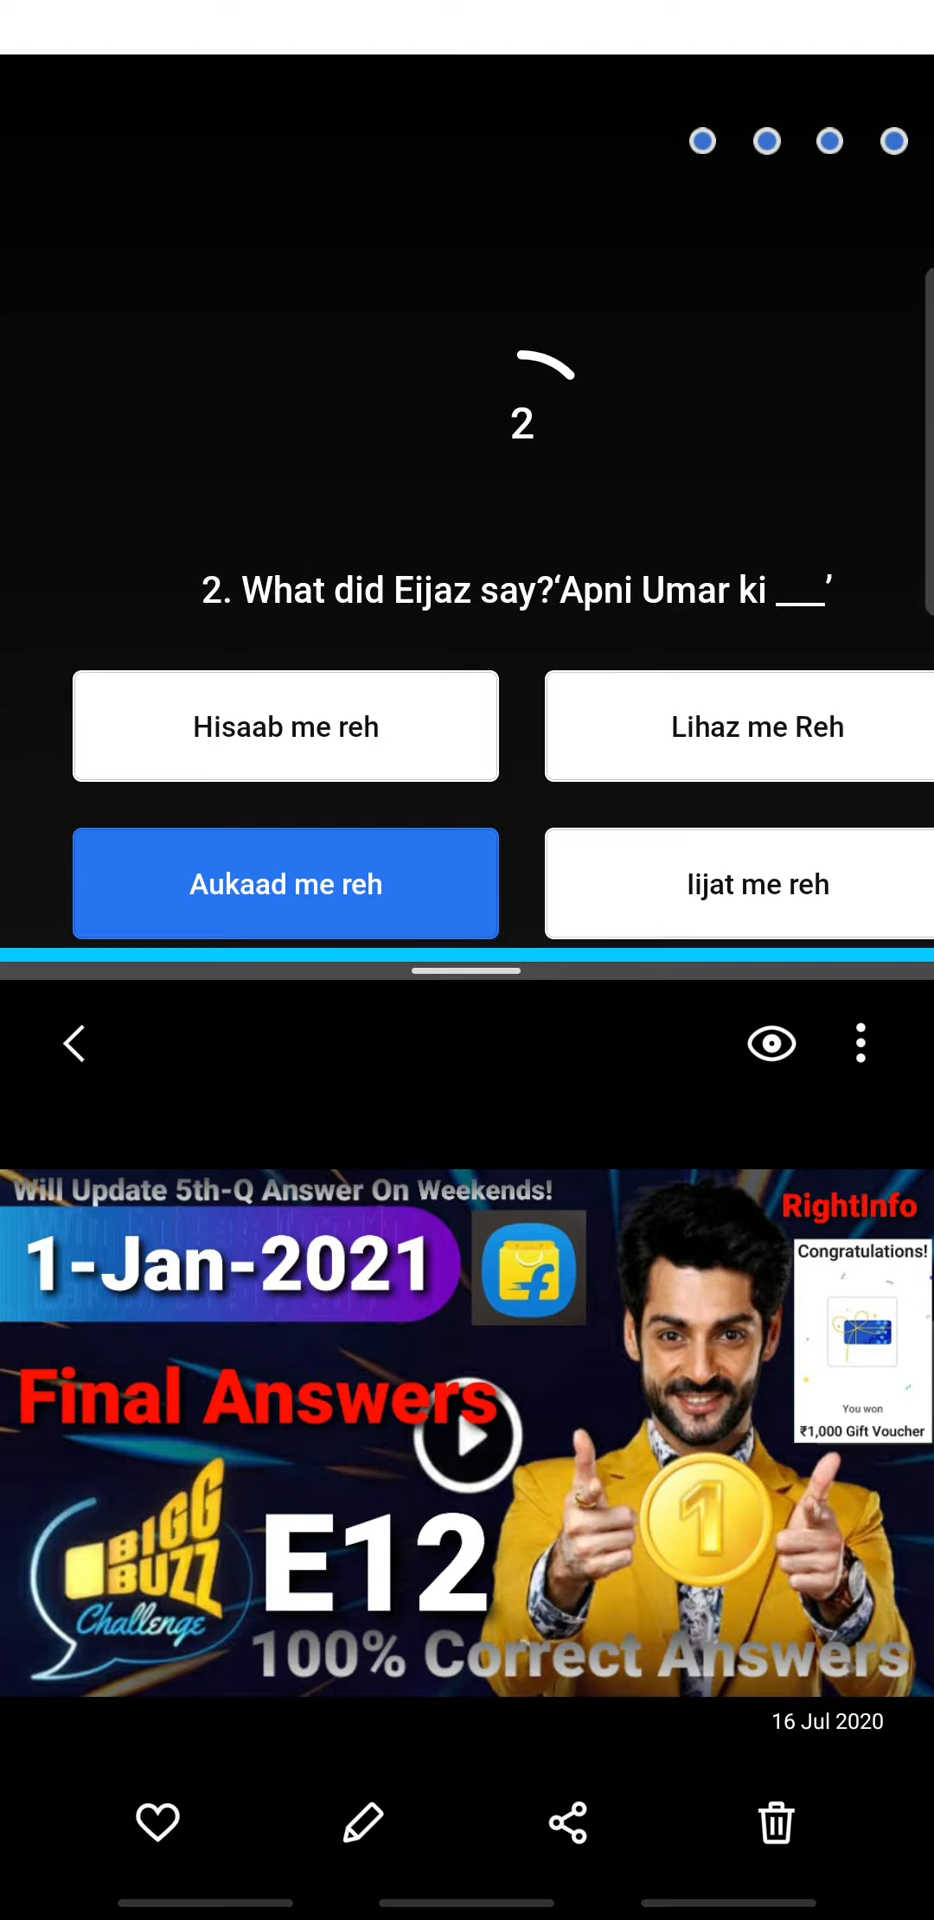 2
2. What did Eijaz say?‘Apni Umar ki ___’
Hisaab me reh
Lihaz me Reh
Aukaad me reh
Iijat me reh
Will Update 5th-Q Answer On Weekends!
RightInfo
1-Jan-2021
Congratulations!
Final Answers
You won
₹1,000 Gift Voucher
BIGG
BUZZ
Challenge
E12
1
100% Correct Answers
16 Jul 2020